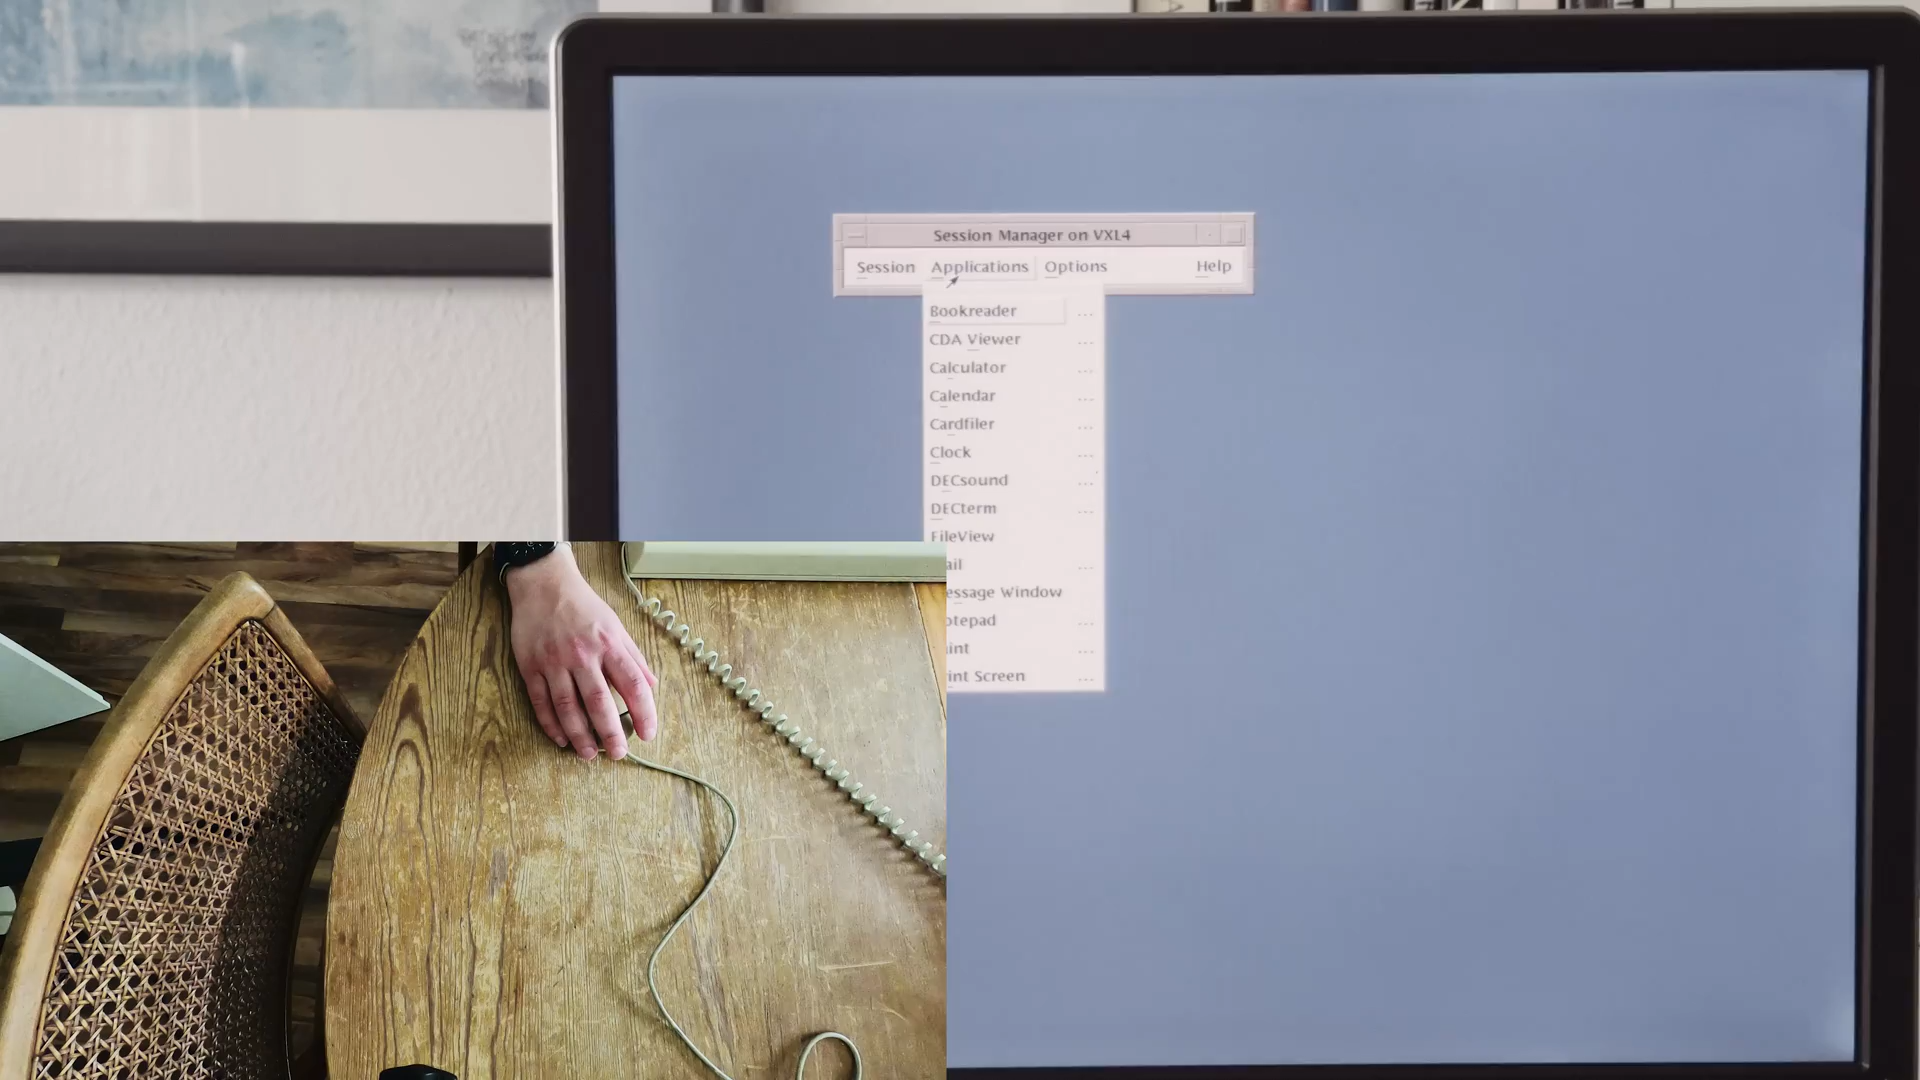 Session Manager on VXL4
Session Applications Options Help
Bookreader ...
CDA Viewer ...
Calculator ...
Calendar ...
Cardfiler ...
Clock ...
DECsound ...
DECterm ...
FileView
ail ...
essage Window
otepad ...
int ...
int Screen ...